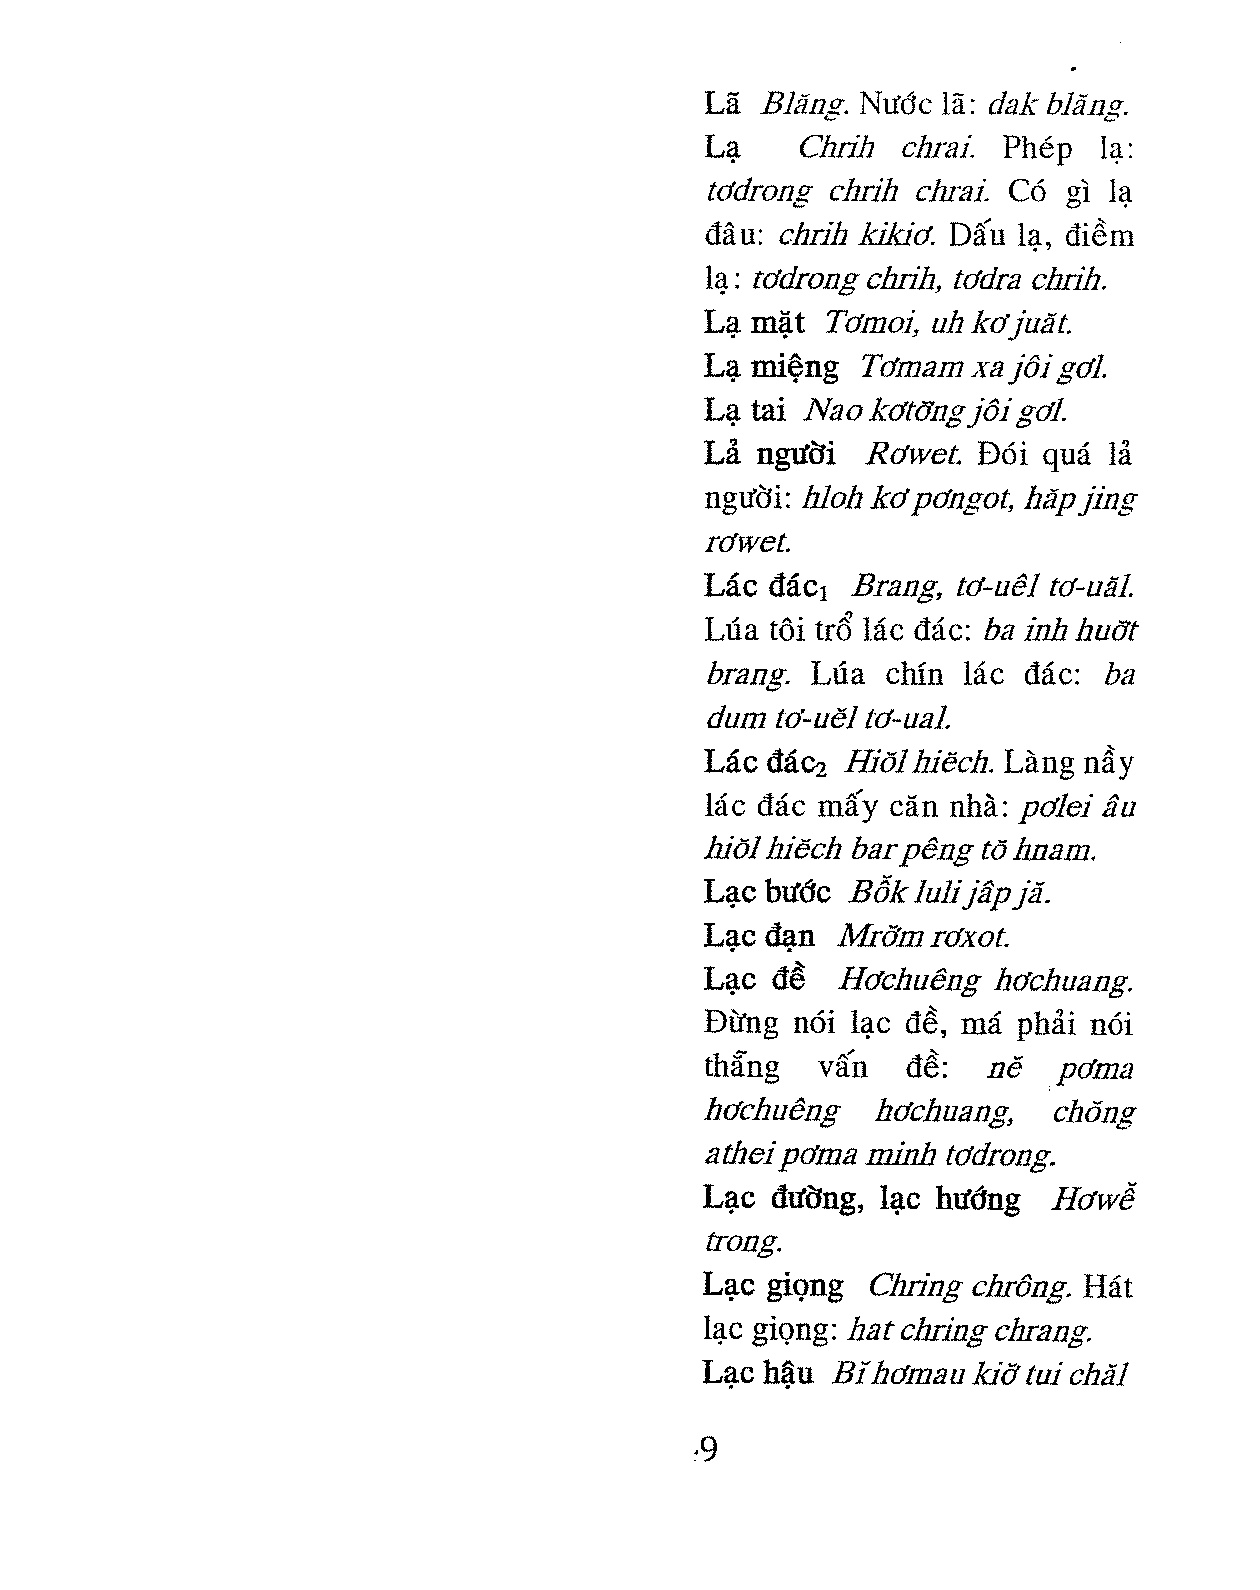 Lã Blăng. Nước lã: dak blăng.
Lạ Chrih chrai. Phép lạ:
tơdrong chrih chrai. Có gì lạ
đâu: chrih kikiơ. Dấu lạ, điềm
lạ: tơdrong chrih, tơdra chrih.
Lạ mặt Tơmoi, uh kơ juăt.
Lạ miệng Tơmam xa jôi gơl.
Lạ tai Nao kơtơ̆ng jôi gơl.
Lả người Rơwet. Đói quá lả
người: hloh kơ pơngot, hăp jing
rơwet.
Lác đác₁ Brang, tơ-uêl tơ-uăl.
Lúa tôi trổ lác đác: ba inh huơ̆t
brang. Lúa chín lác đác: ba
dum tơ-uĕl tơ-ual.
Lác đác₂ Hiŏl hiĕch. Làng nầy
lác đác mấy căn nhà: pơlei âu
hiŏl hiĕch bar pêng tŏ hnam.
Lạc bước Bô̆k luli jâp jă.
Lạc đạn Mrơ̆m rơxot.
Lạc đề Hơchuêng hơchuang.
Đừng nói lạc đề, má phải nói
thẳng vấn đề: nĕ pơma
hơchuêng hơchuang, chŏng
athei pơma minh tơdrong.
Lạc đường, lạc hướng Hơwê̆
trong.
Lạc giọng Chring chrông. Hát
lạc giọng: hat chring chrang.
Lạc hậu Bĭ hơmau kiơ̆ tui chăl
9